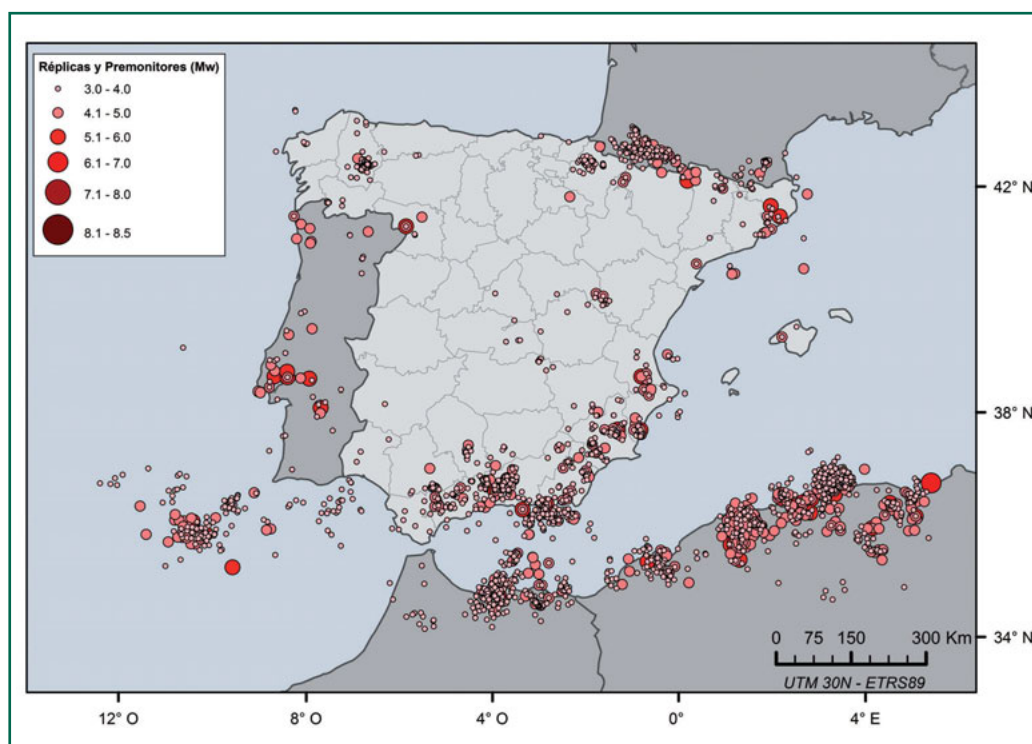 Réplicas y Premonitores (Mw)
3.0 - 4.0
4.1 - 5.0
5.1 - 6.0
6.1 - 7.0
7.1 - 8.0
8.1 - 8.5
42° N
38° N
34° N
0 75 150 300 Km
UTM 30N - ETRS89
12° O 8° O 4° O 0° 4° E